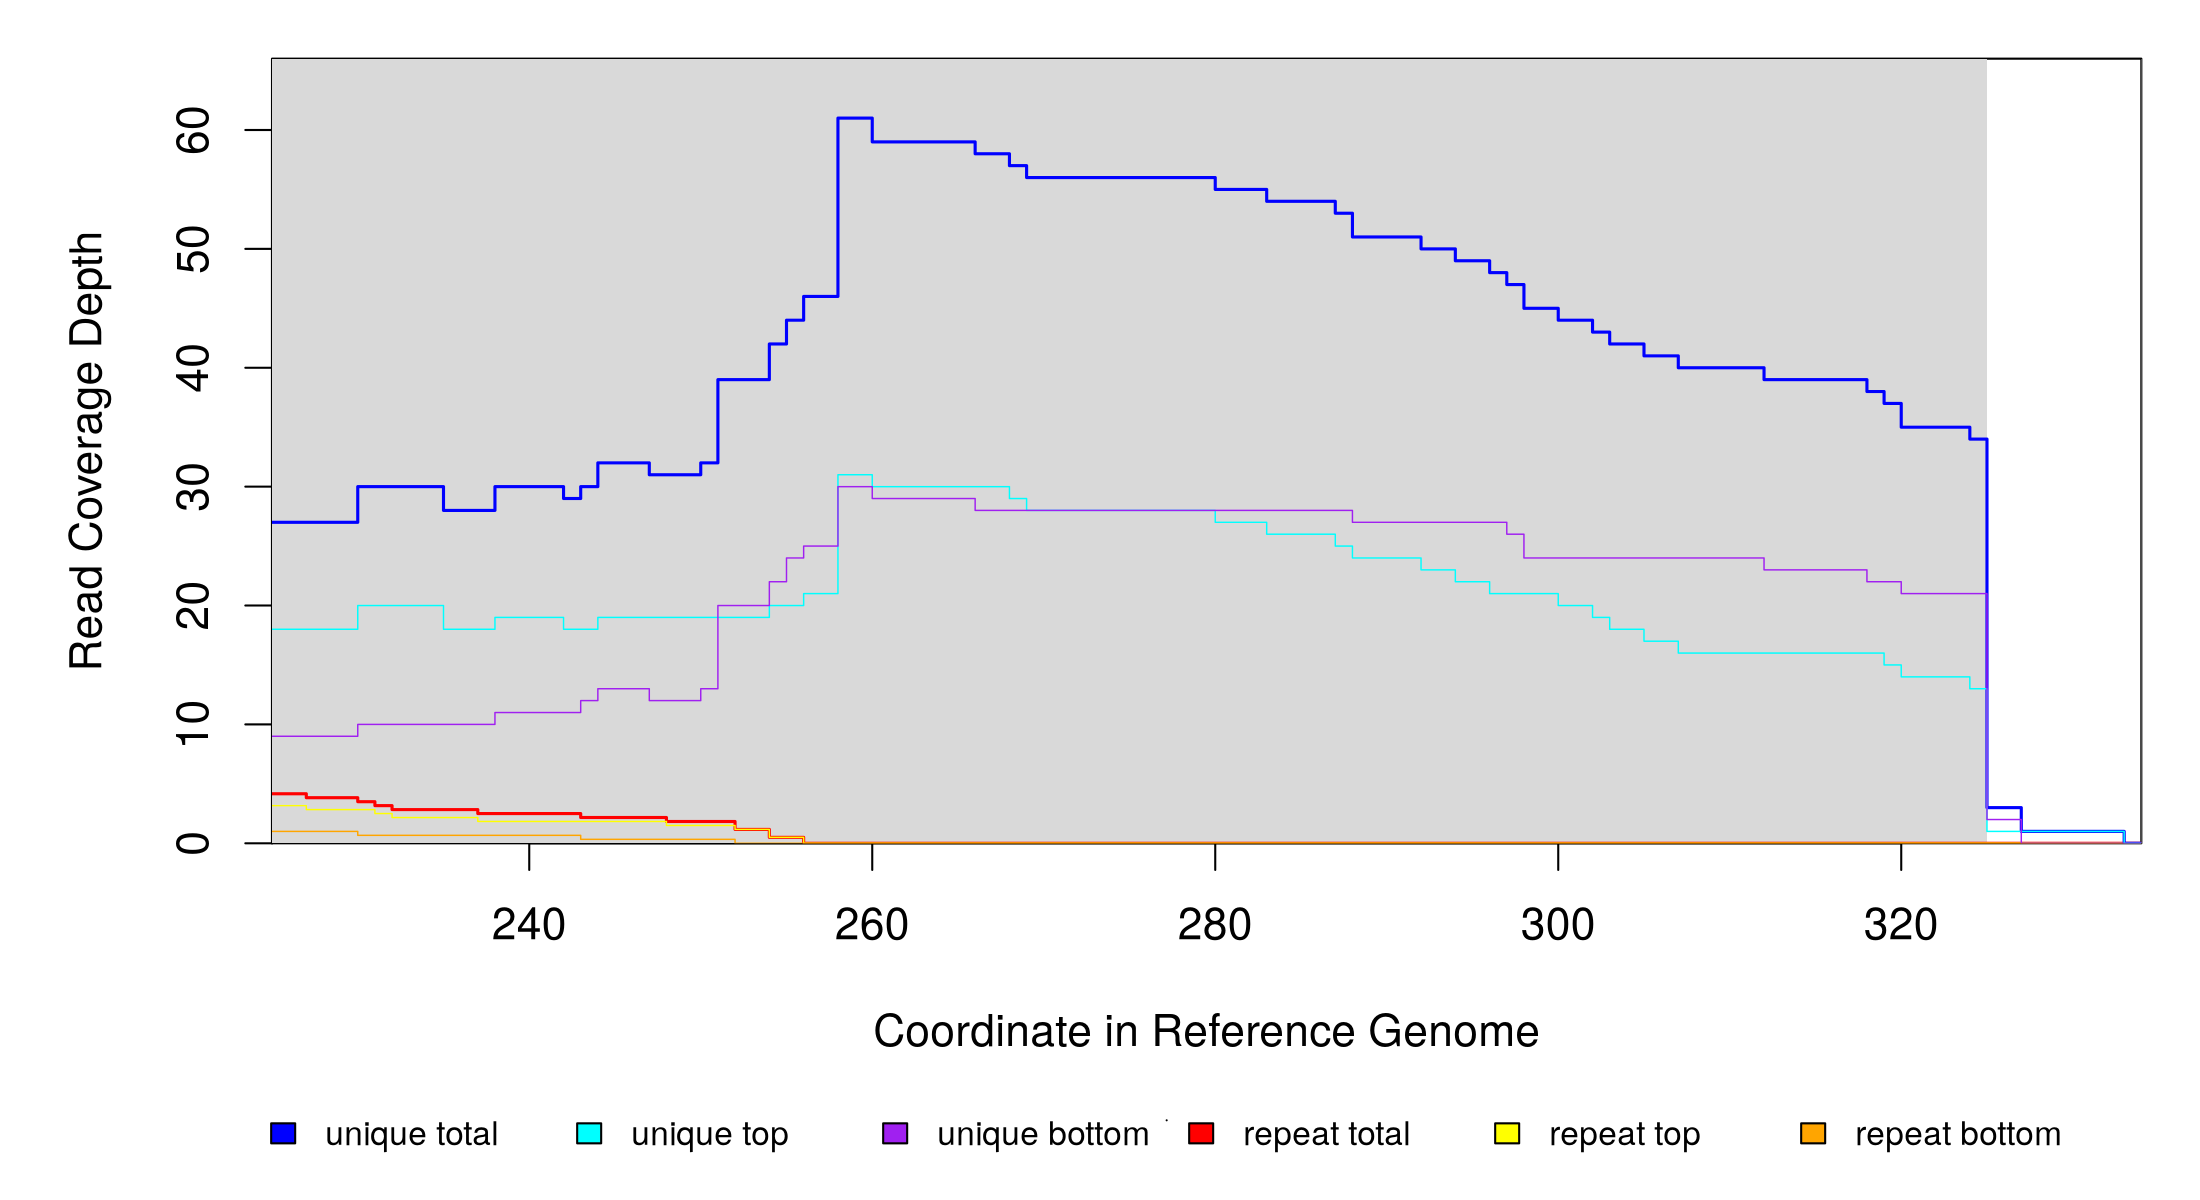 Read Coverage Depth
60
50
40
30
20
10
0
240 260 280 300 320
Coordinate in Reference Genome
unique total unique top unique bottom repeat total repeat top repeat bottom